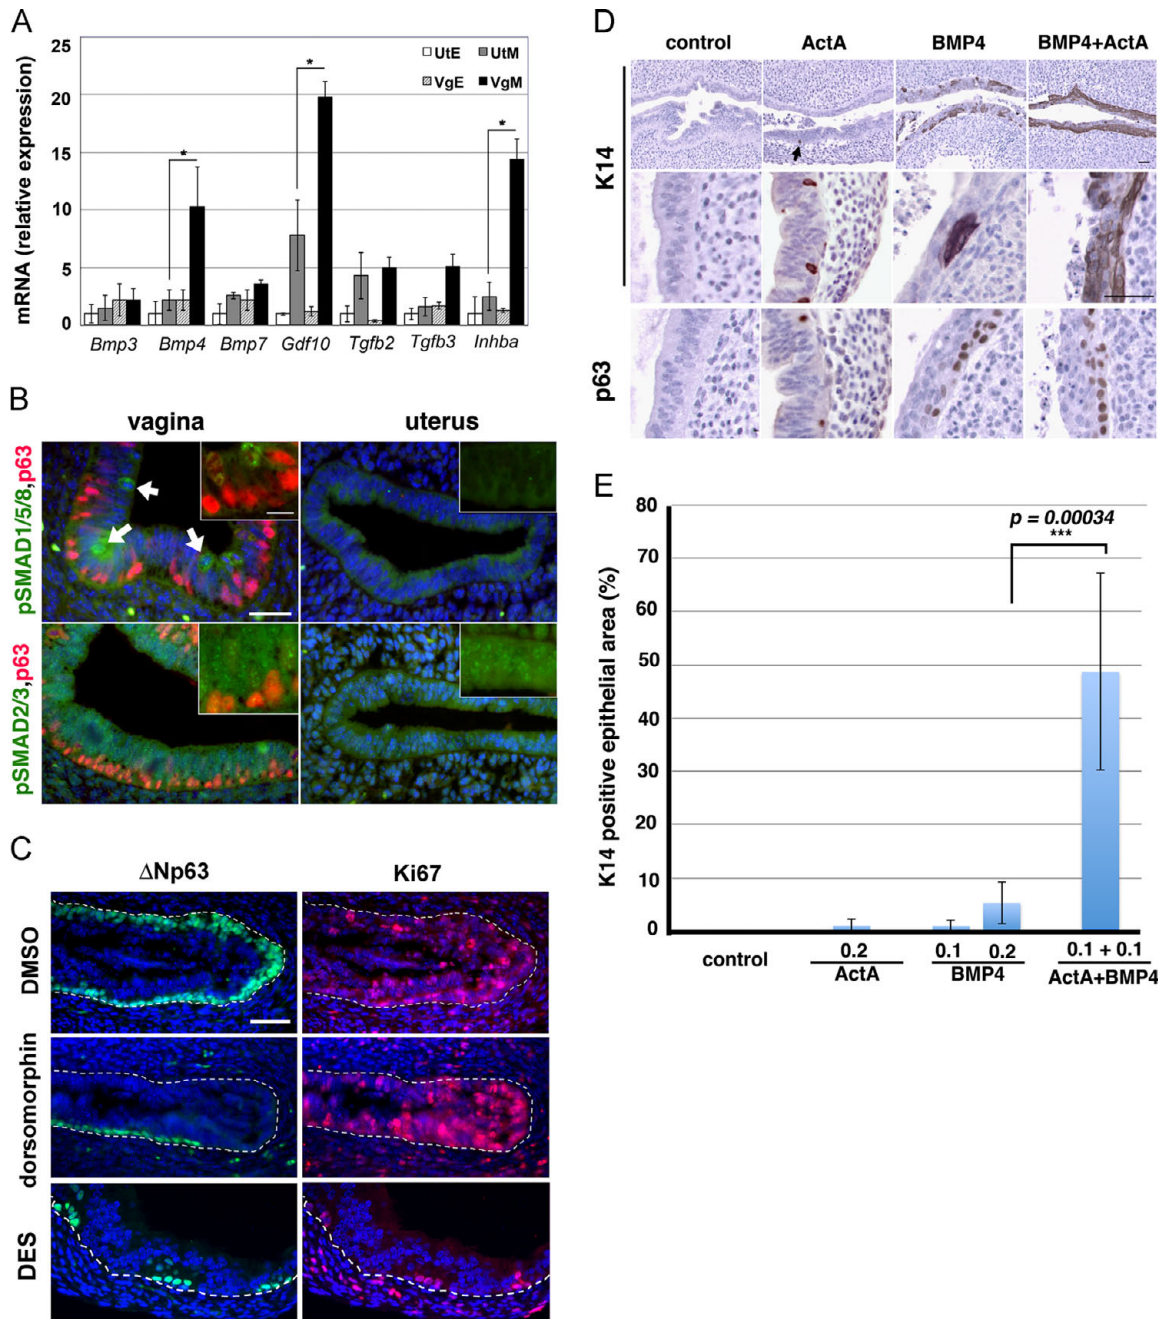 A
25
20
15
10
5
0
mRNA (relative expression)
UtE UtM
VgE VgM
*
*
*
Bmp3 Bmp4 Bmp7 Gdf10 Tgfb2 Tgfb3 Inhba
B
vagina uterus
pSMAD1/5/8,p63
pSMAD2/3,p63
C
ΔNp63 Ki67
DMSO
dorsomorphin
DES
D
control ActA BMP4 BMP4+ActA
K14
p63
E
80
70
60
50
40
30
20
10
0
K14 positive epithelial area (%)
p = 0.00034
***
0.2 0.1 0.2 0.1 + 0.1
control ActA BMP4 ActA+BMP4